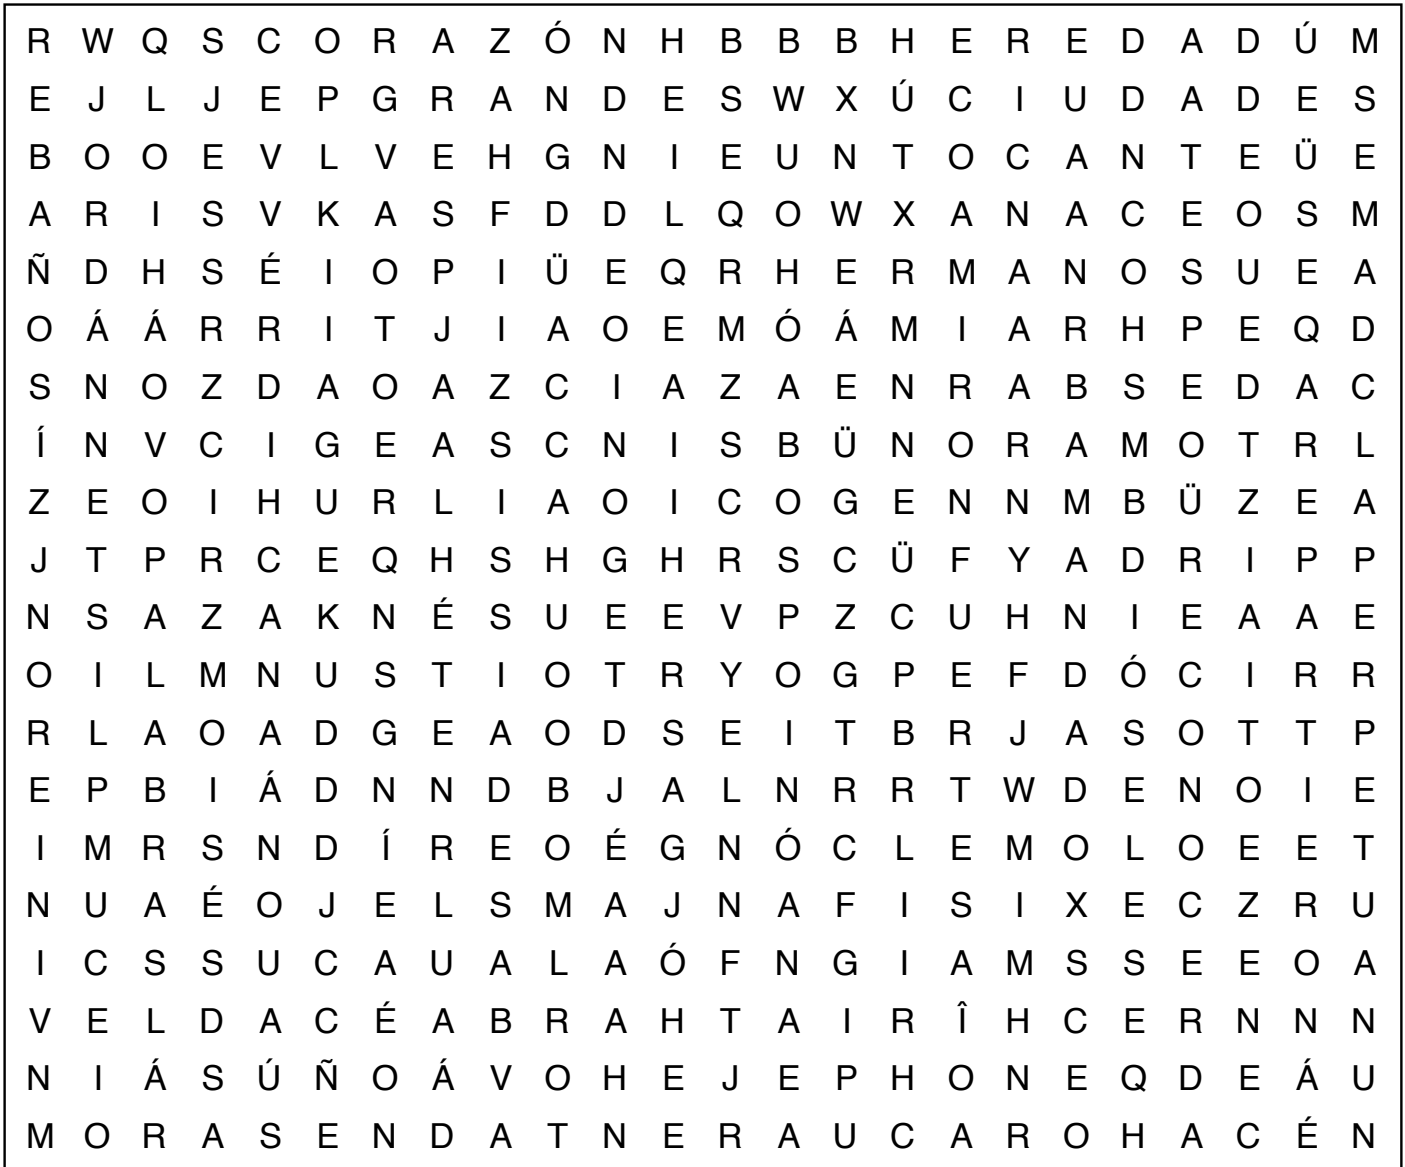 R W Q S C O R A Z Ó N H B B B H E R E D A D Ú M
E J L J E P G R A N D E S W X Ú C I U D A D E S
B O O E V L V E H G N I E U N T O C A N T E Ü E
A R I S V K A S F D D L Q O W X A N A C E O S M
Ñ D H S É I O P I Ü E Q R H E R M A N O S U E A
O Á Á R R I T J I A O E M Ó Á M I A R H P E Q D
S N O Z D A O A Z C I A Z A E N R A B S E D A C
Í N V C I G E A S C N I S B Ü N O R A M O T R L
Z E O I H U R L I A O I C O G E N N M B Ü Z E A
J T P R C E Q H S H G H R S C Ü F Y A D R I P P
N S A Z A K N É S U E E V P Z C U H N I E A A E
O I L M N U S T I O T R Y O G P E F D Ó C I R R
R L A O A D G E A O D S E I T B R J A S O T T P
E P B I Á D N N D B J A L N R R T W D E N O I E
I M R S N D Í R E O É G N Ó C L E M O L O E E T
N U A É O J E L S M A J N A F I S I X E C Z R U
I C S S U C A U A L A Ó F N G I A M S S E E O A
V E L D A C É A B R A H T A I R Î H C E R N N N
N I Á S Ú Ñ O Á V O H E J E P H O N E Q D E Á U
M O R A S E N D A T N E R A U C A R O H A C É N